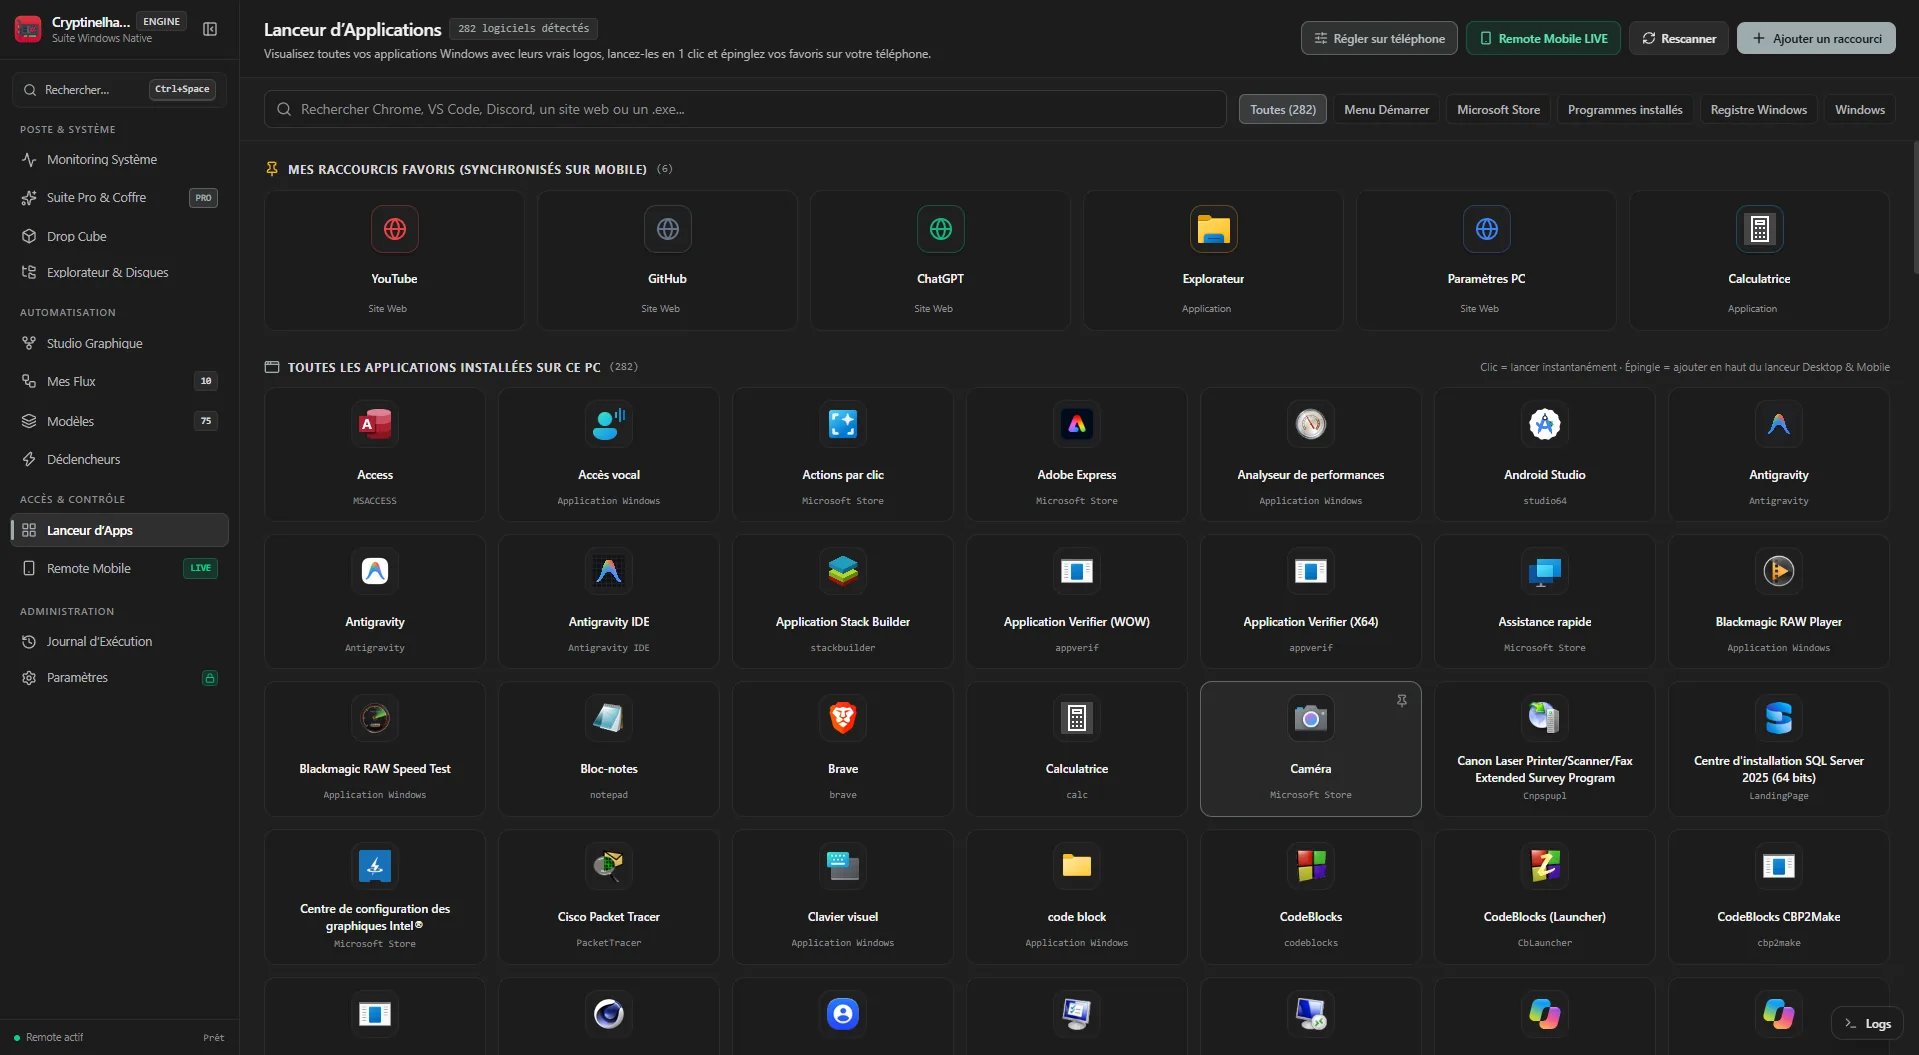 Cryptinelha... ENGINE
Suite Windows Native
Rechercher... Ctrl+Space
POSTE & SYSTÈME
Monitoring Système
Suite Pro & Coffre PRO
Drop Cube
Explorateur & Disques
AUTOMATISATION
Studio Graphique
Mes Flux 10
Modèles 75
Déclencheurs
ACCÈS & CONTRÔLE
Lanceur d'Apps
Remote Mobile LIVE
ADMINISTRATION
Journal d'Exécution
Paramètres
Remote actif Prêt
Lanceur d'Applications 282 logiciels détectés
Visualisez toutes vos applications Windows avec leurs vrais logos, lancez-les en 1 clic et épinglez vos favoris sur votre téléphone.
Régler sur téléphone Remote Mobile LIVE Rescanner Ajouter un raccourci
Rechercher Chrome, VS Code, Discord, un site web ou un .exe...
Toutes (282) Menu Démarrer Microsoft Store Programmes installés Registre Windows Windows
MES RACCOURCIS FAVORIS (SYNCHRONISÉS SUR MOBILE) (6)
YouTube GitHub ChatGPT Explorateur Paramètres PC Calculatrice
Site Web Site Web Site Web Application Site Web Application
TOUTES LES APPLICATIONS INSTALLÉES SUR CE PC (282)
Clic = lancer instantanément · Épingle = ajouter en haut du lanceur Desktop & Mobile
Access Accès vocal Actions par clic Adobe Express Analyseur de performances Android Studio Antigravity
MSACCESS Application Windows Microsoft Store Microsoft Store Application Windows studio64 Antigravity
Antigravity Antigravity IDE Application Stack Builder Application Verifier (WOW) Application Verifier (X64) Assistance rapide Blackmagic RAW Player
Antigravity Antigravity IDE stackbuilder appverif appverif Microsoft Store Application Windows
Blackmagic RAW Speed Test Bloc-notes Brave Calculatrice Caméra Canon Laser Printer/Scanner/Fax Extended Survey Program Centre d'installation SQL Server 2025 (64 bits)
Application Windows notepad brave calc Microsoft Store Cnpspupl LandingPage
Centre de configuration des graphiques Intel® Cisco Packet Tracer Clavier visuel code block CodeBlocks CodeBlocks (Launcher) CodeBlocks CBP2Make
Microsoft Store PacketTracer Application Windows Application Windows codeblocks CbLauncher cbp2make
Logs